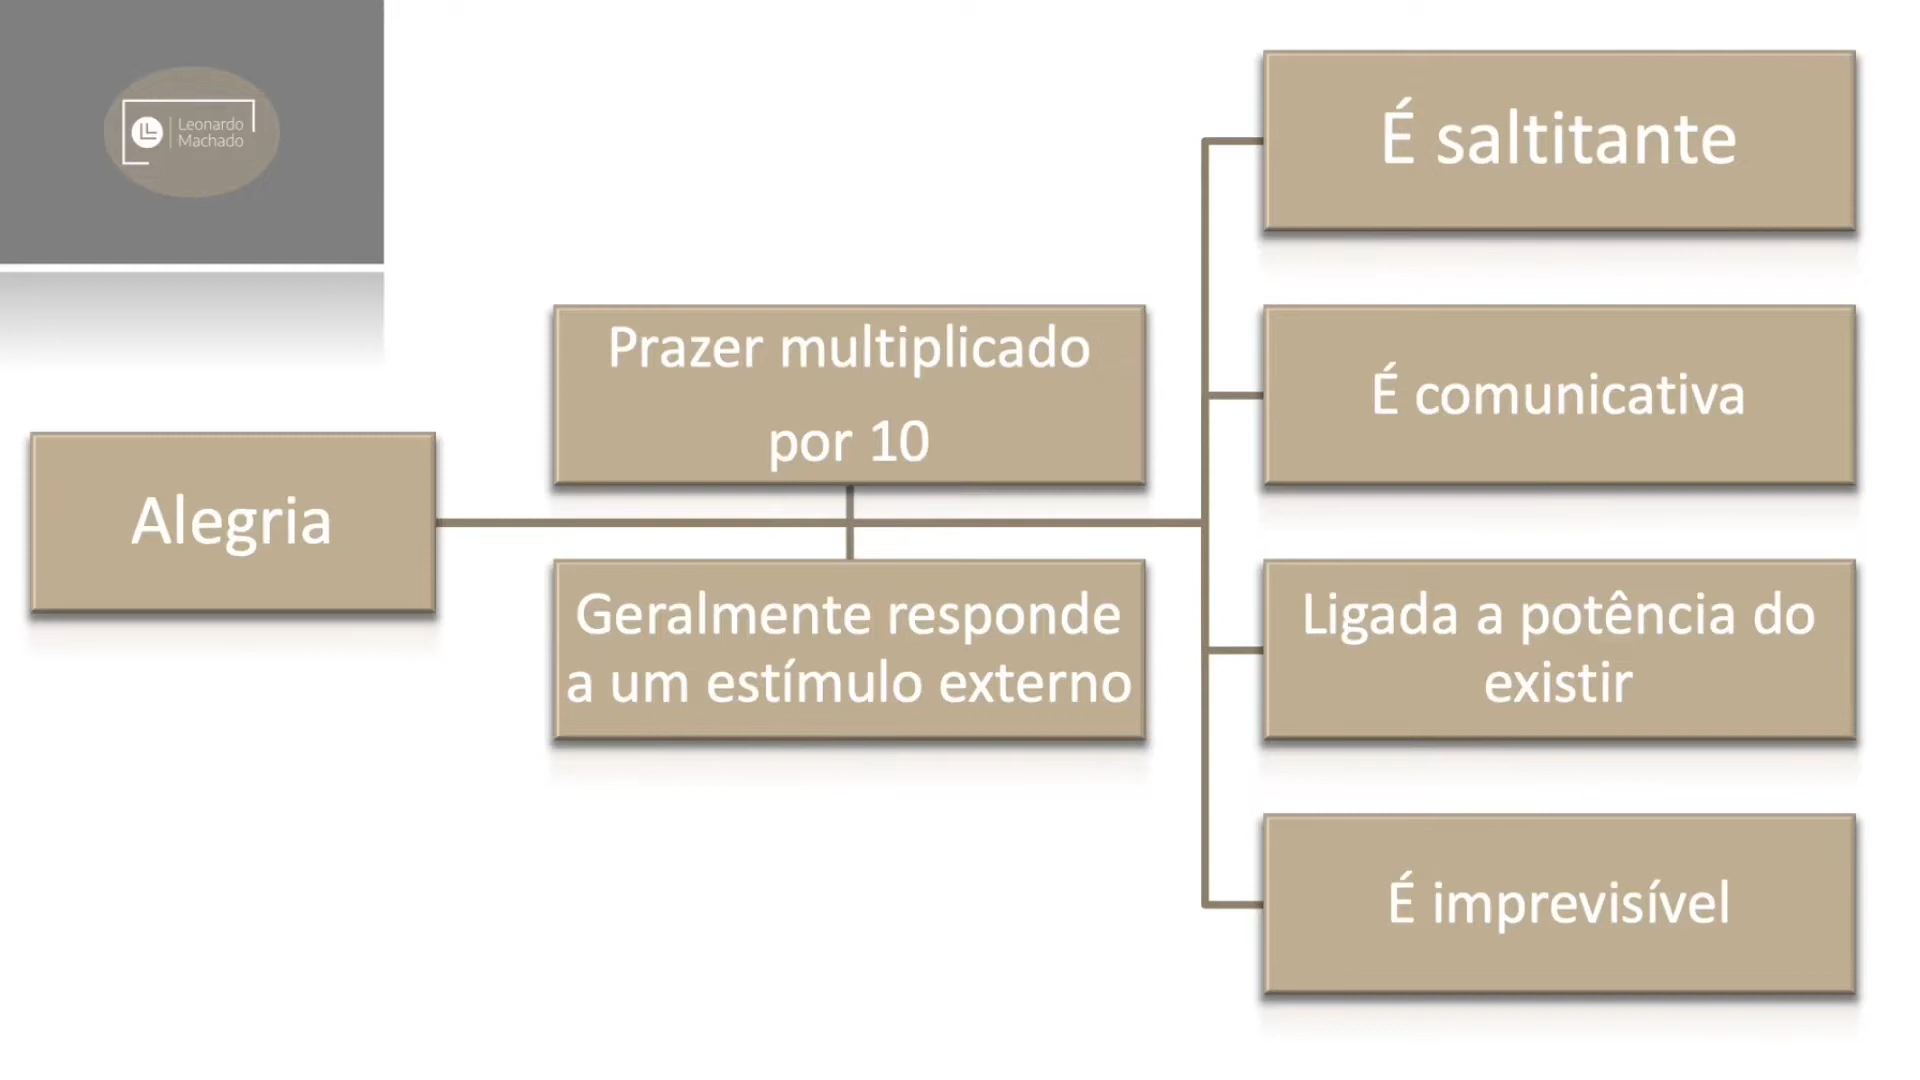 Leonardo
Machado
Alegria
Prazer multiplicado
por 10
Geralmente responde
a um estímulo externo
É saltitante
É comunicativa
Ligada a potência do
existir
É imprevisível